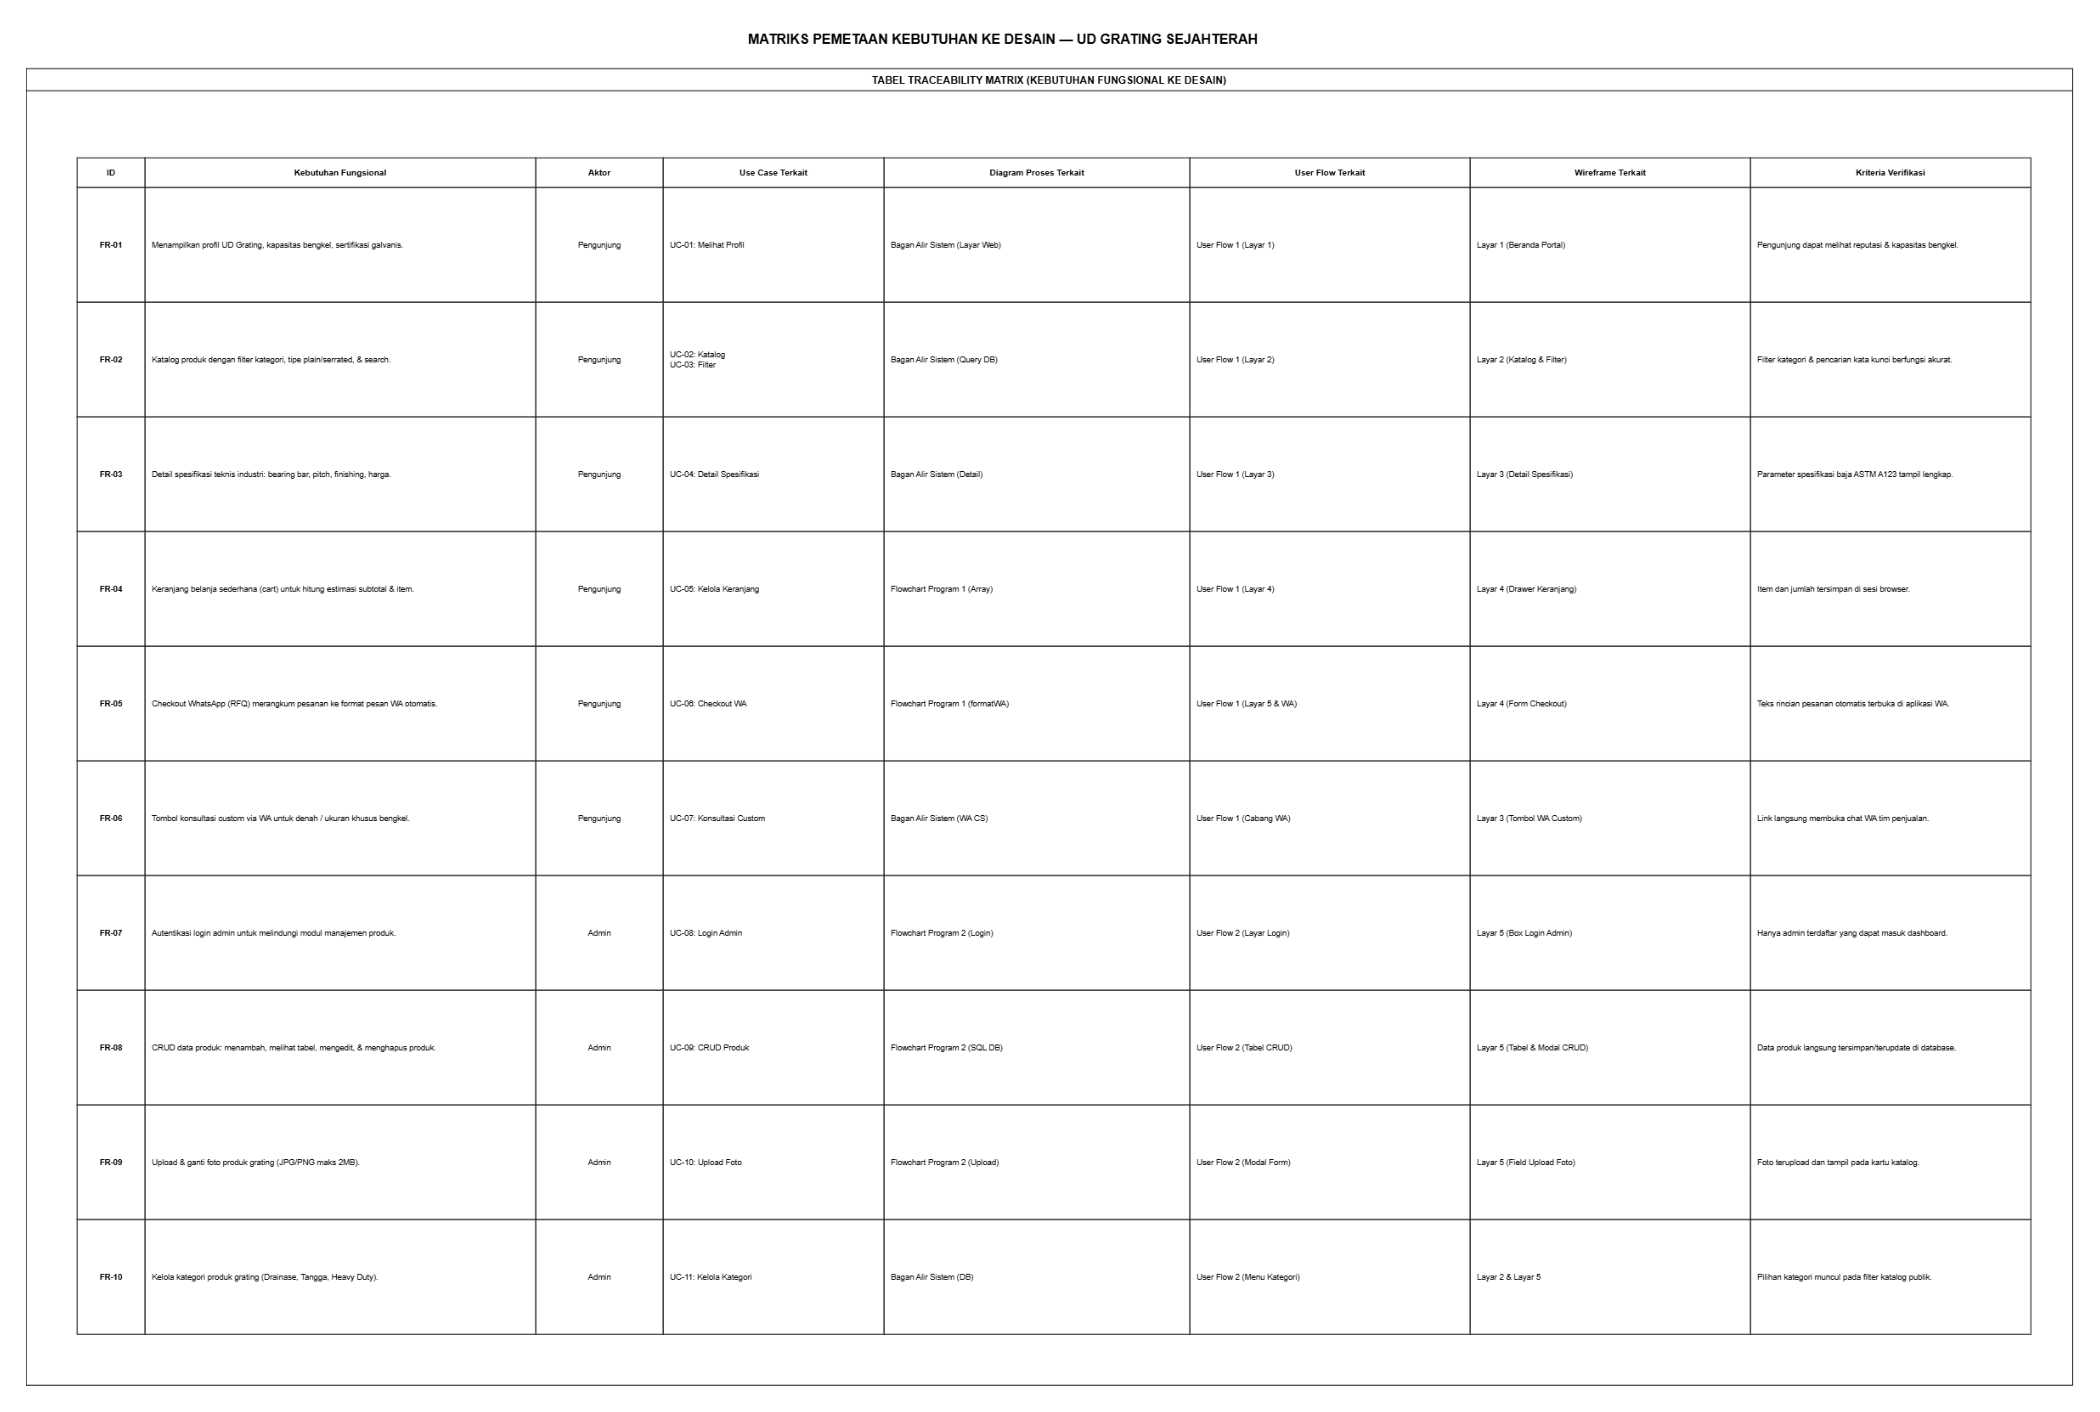 MATRIKS PEMETAAN KEBUTUHAN KE DESAIN — UD GRATING SEJAHTERAH
TABEL TRACEABILITY MATRIX (KEBUTUHAN FUNGSIONAL KE DESAIN)
ID Kebutuhan Fungsional Aktor Use Case Terkait Diagram Proses Terkait User Flow Terkait Wireframe Terkait Kriteria Verifikasi
FR-01 Menampilkan profil UD Grating, kapasitas bengkel, sertifikasi galvanis. Pengunjung UC-01: Melihat Profil Bagan Alir Sistem (Layar Web) User Flow 1 (Layar 1) Layar 1 (Beranda Portal) Pengunjung dapat melihat reputasi & kapasitas bengkel.
FR-02 Katalog produk dengan filter kategori, tipe plain/serrated, & search. Pengunjung UC-02: Katalog
UC-03: Filter Bagan Alir Sistem (Query DB) User Flow 1 (Layar 2) Layar 2 (Katalog & Filter) Filter kategori & pencarian kata kunci berfungsi akurat.
FR-03 Detail spesifikasi teknis industri: bearing bar, pitch, finishing, harga. Pengunjung UC-04: Detail Spesifikasi Bagan Alir Sistem (Detail) User Flow 1 (Layar 3) Layar 3 (Detail Spesifikasi) Parameter spesifikasi baja ASTM A123 tampil lengkap.
FR-04 Keranjang belanja sederhana (cart) untuk hitung estimasi subtotal & item. Pengunjung UC-05: Kelola Keranjang Flowchart Program 1 (Array) User Flow 1 (Layar 4) Layar 4 (Drawer Keranjang) Item dan jumlah tersimpan di sesi browser.
FR-05 Checkout WhatsApp (RFQ) merangkum pesanan ke format pesan WA otomatis. Pengunjung UC-06: Checkout WA Flowchart Program 1 (formatWA) User Flow 1 (Layar 5 & WA) Layar 4 (Form Checkout) Teks rincian pesanan otomatis terbuka di aplikasi WA.
FR-06 Tombol konsultasi custom via WA untuk denah / ukuran khusus bengkel. Pengunjung UC-07: Konsultasi Custom Bagan Alir Sistem (WA CS) User Flow 1 (Cabang WA) Layar 3 (Tombol WA Custom) Link langsung membuka chat WA tim penjualan.
FR-07 Autentikasi login admin untuk melindungi modul manajemen produk. Admin UC-08: Login Admin Flowchart Program 2 (Login) User Flow 2 (Layar Login) Layar 5 (Box Login Admin) Hanya admin terdaftar yang dapat masuk dashboard.
FR-08 CRUD data produk: menambah, melihat tabel, mengedit, & menghapus produk. Admin UC-09: CRUD Produk Flowchart Program 2 (SQL DB) User Flow 2 (Tabel CRUD) Layar 5 (Tabel & Modal CRUD) Data produk langsung tersimpan/terupdate di database.
FR-09 Upload & ganti foto produk grating (JPG/PNG maks 2MB). Admin UC-10: Upload Foto Flowchart Program 2 (Upload) User Flow 2 (Modal Form) Layar 5 (Field Upload Foto) Foto terupload dan tampil pada kartu katalog.
FR-10 Kelola kategori produk grating (Drainase, Tangga, Heavy Duty). Admin UC-11: Kelola Kategori Bagan Alir Sistem (DB) User Flow 2 (Menu Kategori) Layar 2 & Layar 5 Pilihan kategori muncul pada filter katalog publik.